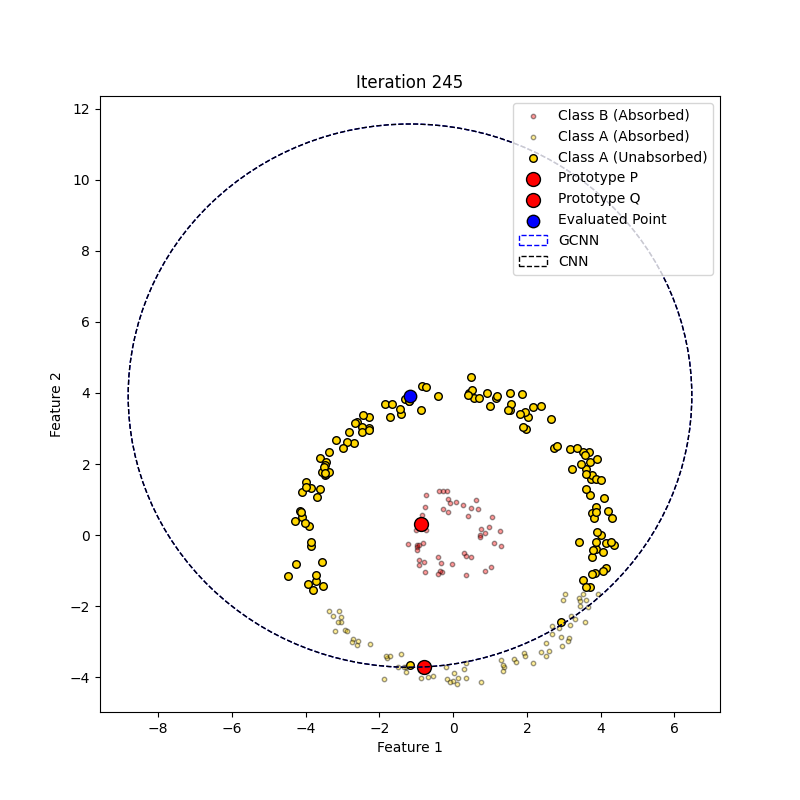 Iteration 245
Class B (Absorbed)
Class A (Absorbed)
Class A (Unabsorbed)
Prototype P
Prototype Q
Evaluated Point
GCNN
CNN
12
10
8
6
4
2
0
−2
−4
Feature 2
−8 −6 −4 −2 0 2 4 6
Feature 1